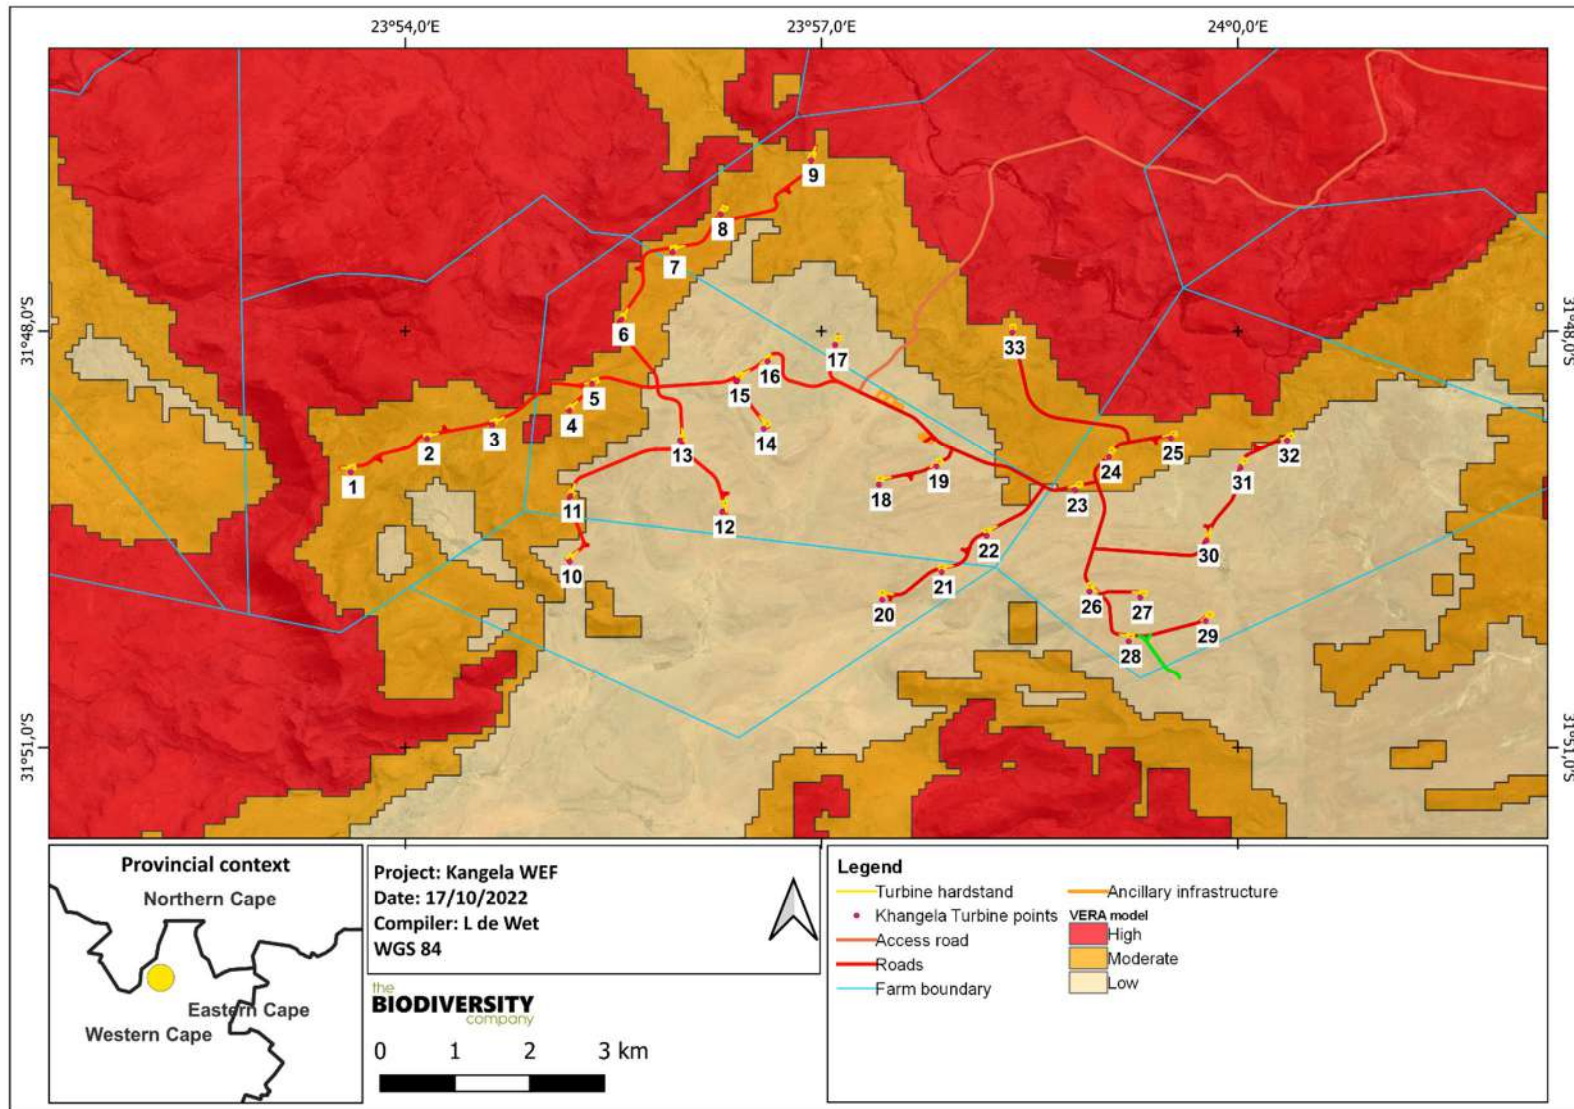 23°54,0'E 23°57,0'E 24°0,0'E
31°48,0'S 31°48,0'S
31°51,0'S 31°51,0'S
9
8
7
6
33
17
16
15
5
4
14
3
2
1
13
25
24
32
31
19
18
23
11
12
22
30
10
21
20
26
27
28
29
Provincial context
Northern Cape
Eastern Cape
Western Cape
Project: Kangela WEF
Date: 17/10/2022
Compiler: L de Wet
WGS 84
the
BIODIVERSITY
company
0 1 2 3 km
Legend
Turbine hardstand
Khangela Turbine points
Access road
Roads
Farm boundary
Ancillary infrastructure
VERA model
High
Moderate
Low